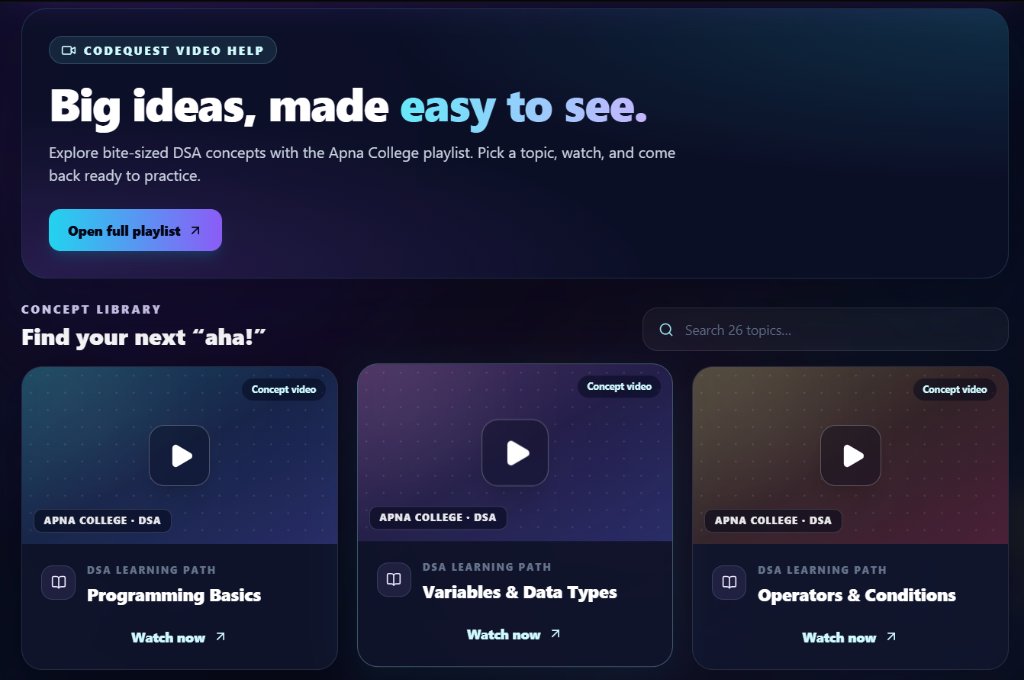 CODEQUEST VIDEO HELP
Big ideas, made easy to see.
Explore bite-sized DSA concepts with the Apna College playlist. Pick a topic, watch, and come
back ready to practice.
Open full playlist
CONCEPT LIBRARY
Find your next “aha!”
Search 26 topics...
Concept video
APNA COLLEGE • DSA
DSA LEARNING PATH
Programming Basics
Watch now
Concept video
APNA COLLEGE • DSA
DSA LEARNING PATH
Variables & Data Types
Watch now
Concept video
APNA COLLEGE • DSA
DSA LEARNING PATH
Operators & Conditions
Watch now